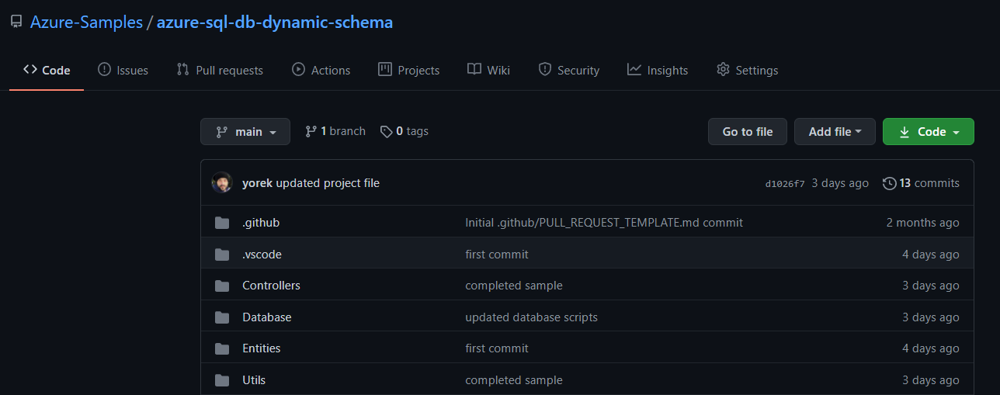 Azure-Samples / azure-sql-db-dynamic-schema
Code Issues Pull requests Actions Projects Wiki Security Insights Settings
main 1 branch 0 tags Go to file Add file Code
yorek updated project file d1026f7 3 days ago 13 commits
.github Initial .github/PULL_REQUEST_TEMPLATE.md commit 2 months ago
.vscode first commit 4 days ago
Controllers completed sample 3 days ago
Database updated database scripts 3 days ago
Entities first commit 4 days ago
Utils completed sample 3 days ago